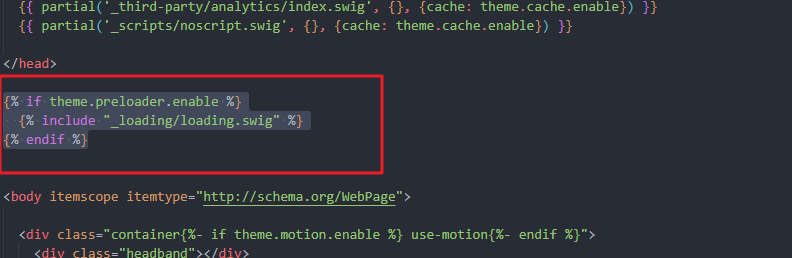 {{ partial('_third-party/analytics/index.swig', {}, {cache: theme.cache.enable}) }}
{{ partial('_scripts/noscript.swig', {}, {cache: theme.cache.enable}) }}
</head>
{% if theme.preloader.enable %}
{% include "_loading/loading.swig" %}
{% endif %}
<body itemscope itemtype="http://schema.org/WebPage">
<div class="container{%- if theme.motion.enable %} use-motion{%- endif %}">
<div class="headband"></div>